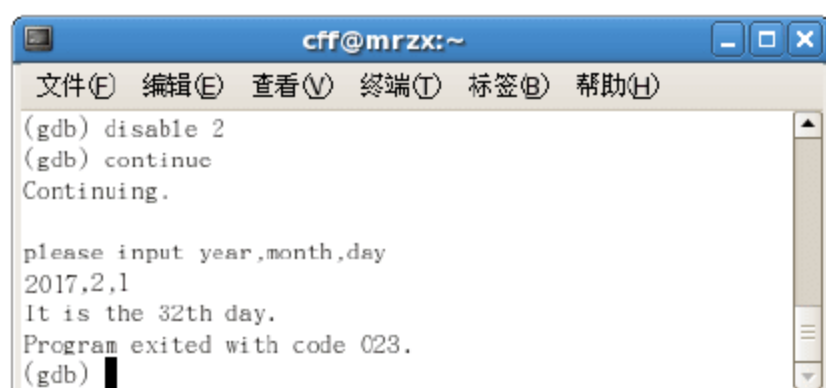 cff@mrzx:~
文件(F) 编辑(E) 查看(V) 终端(T) 标签(B) 帮助(H)
(gdb) disable 2
(gdb) continue
Continuing.
please input year,month,day
2017,2,1
It is the 32th day.
Program exited with code 023.
(gdb)